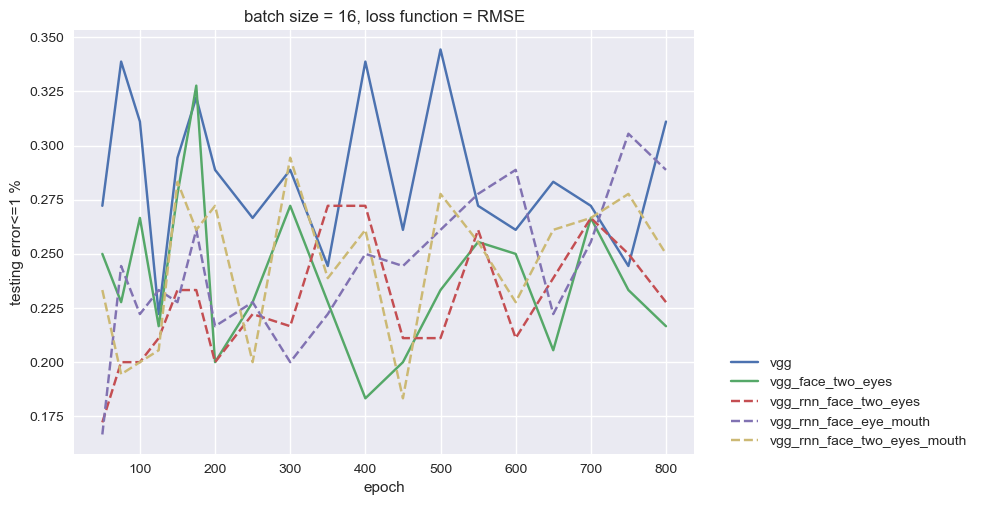 batch size = 16, loss function = RMSE
testing error<=1 %
0.350
0.325
0.300
0.275
0.250
0.225
0.200
0.175
100 200 300 400 500 600 700 800
epoch
vgg
vgg_face_two_eyes
vgg_rnn_face_two_eyes
vgg_rnn_face_eye_mouth
vgg_rnn_face_two_eyes_mouth